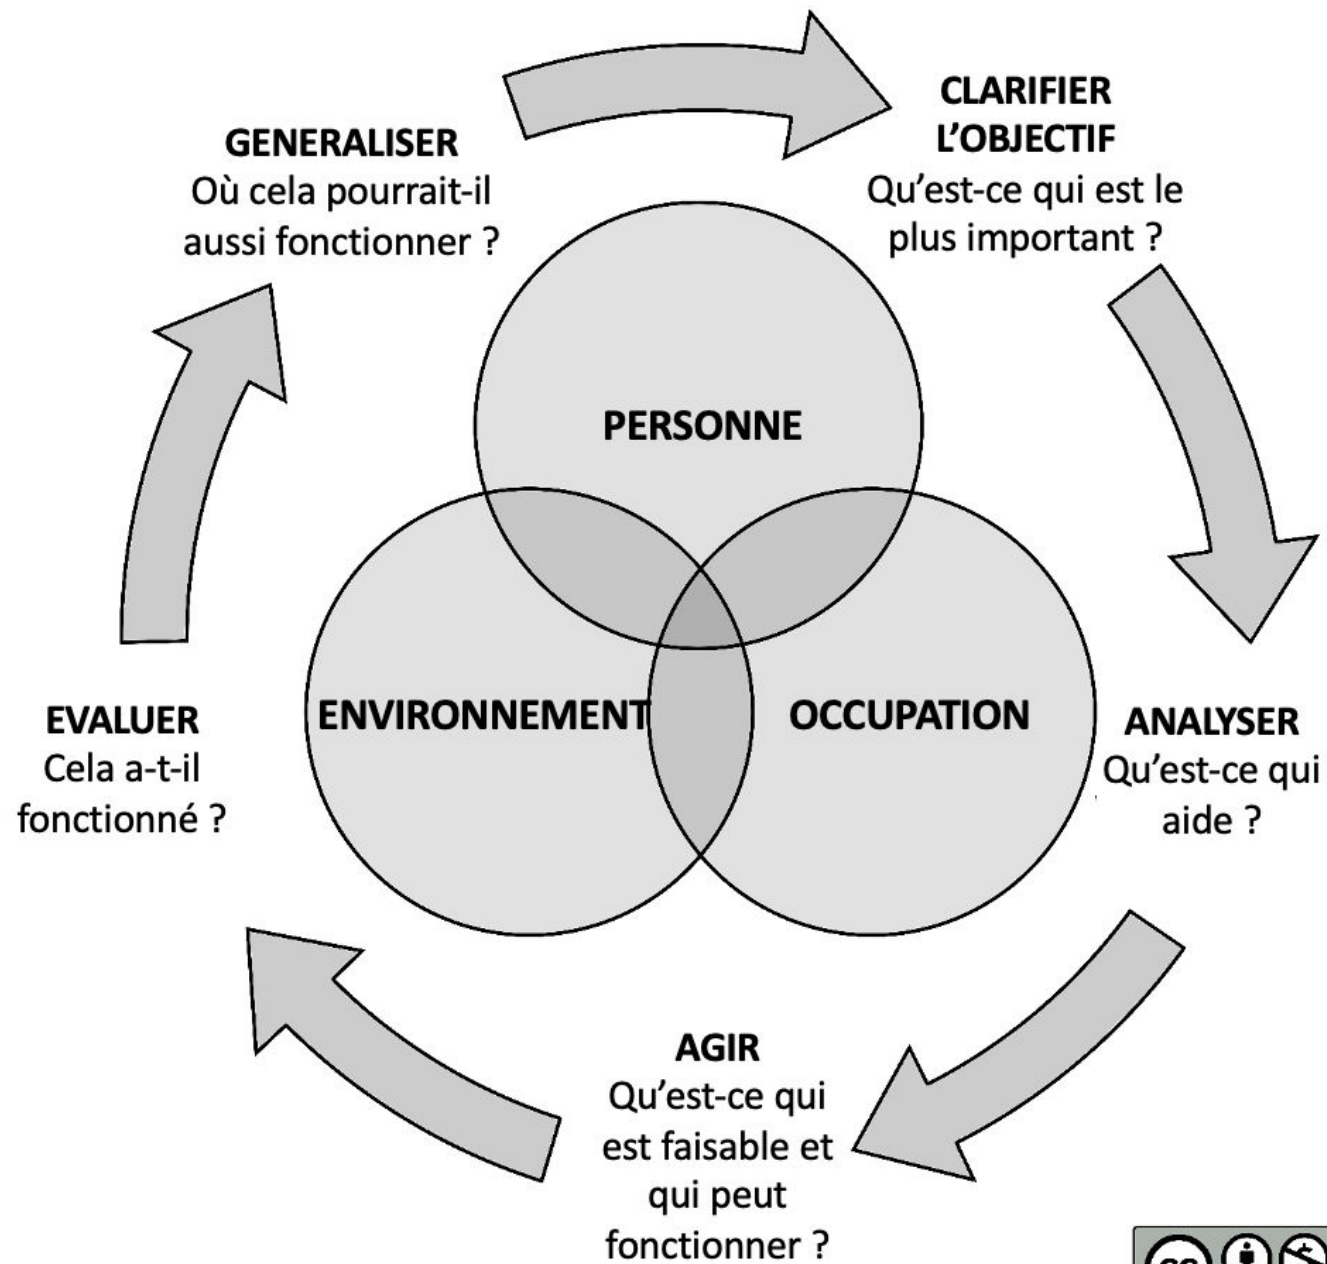 CLARIFIER
L’OBJECTIF
Qu’est-ce qui est le
plus important ?
GENERALISER
Où cela pourrait-il
aussi fonctionner ?
PERSONNE
ENVIRONNEMENT
OCCUPATION
ANALYSER
Qu’est-ce qui
aide ?
EVALUER
Cela a-t-il
fonctionné ?
AGIR
Qu’est-ce qui
est faisable et
qui peut
fonctionner ?
cc